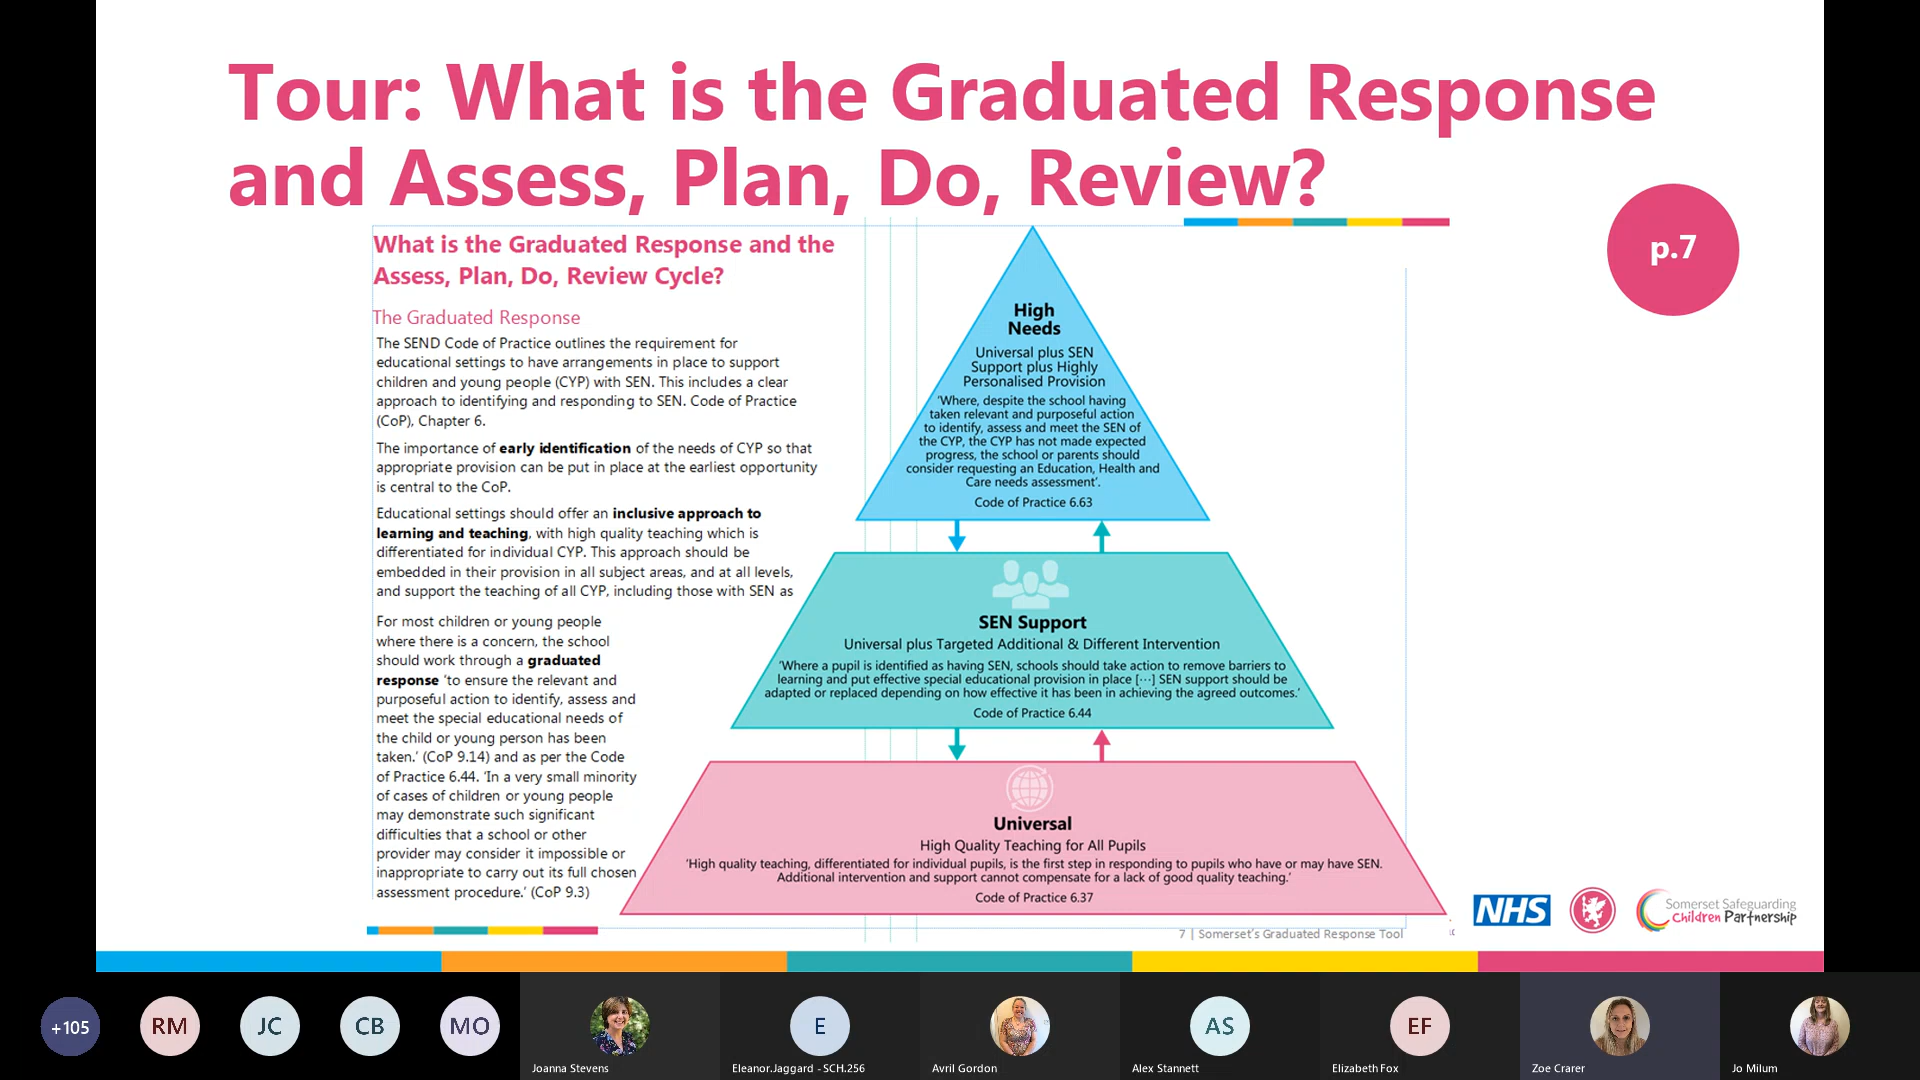 Tour: What is the Graduated Response
and Assess, Plan, Do, Review?
p.7
What is the Graduated Response and the
Assess, Plan, Do, Review Cycle?
The Graduated Response
The SEND Code of Practice outlines the requirement for
educational settings to have arrangements in place to support
children and young people (CYP) with SEN. This includes a clear
approach to identifying and responding to SEN. Code of Practice
(CoP), Chapter 6.
The importance of early identification of the needs of CYP so that
appropriate provision can be put in place at the earliest opportunity
is central to the CoP.
Educational settings should offer an inclusive approach to
learning and teaching, with high quality teaching which is
differentiated for individual CYP. This approach should be
embedded in their provision in all subject areas, and at all levels,
and support the teaching of all CYP, including those with SEN as
For most children or young people
where there is a concern, the school
should work through a graduated
response ‘to ensure the relevant and
purposeful action to identify, assess and
meet the special educational needs of
the child or young person has been
taken.’ (CoP 9.14) and as per the Code
of Practice 6.44. ‘In a very small minority
of cases of children or young people
may demonstrate such significant
difficulties that a school or other
provider may consider it impossible or
inappropriate to carry out its full chosen
assessment procedure.’ (CoP 9.3)
High
Needs
Universal plus SEN
Support plus Highly
Personalised Provision
‘Where, despite the school having
taken relevant and purposeful action
to identify, assess and meet the SEN of
the CYP, the CYP has not made expected
progress, the school or parents should
consider requesting an Education, Health and
Care needs assessment’.
Code of Practice 6.63
SEN Support
Universal plus Targeted Additional & Different Intervention
‘Where a pupil is identified as having SEN, schools should take action to remove barriers to
learning and put effective special educational provision in place [···] SEN support should be
adapted or replaced depending on how effective it has been in achieving the agreed outcomes.’
Code of Practice 6.44
Universal
High Quality Teaching for All Pupils
‘High quality teaching, differentiated for individual pupils, is the first step in responding to pupils who have or may have SEN.
Additional intervention and support cannot compensate for a lack of good quality teaching.’
Code of Practice 6.37
7 | Somerset’s Graduated Response Tool
NHS
Somerset Safeguarding
Children Partnership
+105
RM
JC
CB
MO
E
AS
EF
Joanna Stevens
Eleanor.Jaggard - SCH.256
Avril Gordon
Alex Stannett
Elizabeth Fox
Zoe Crarer
Jo Milum